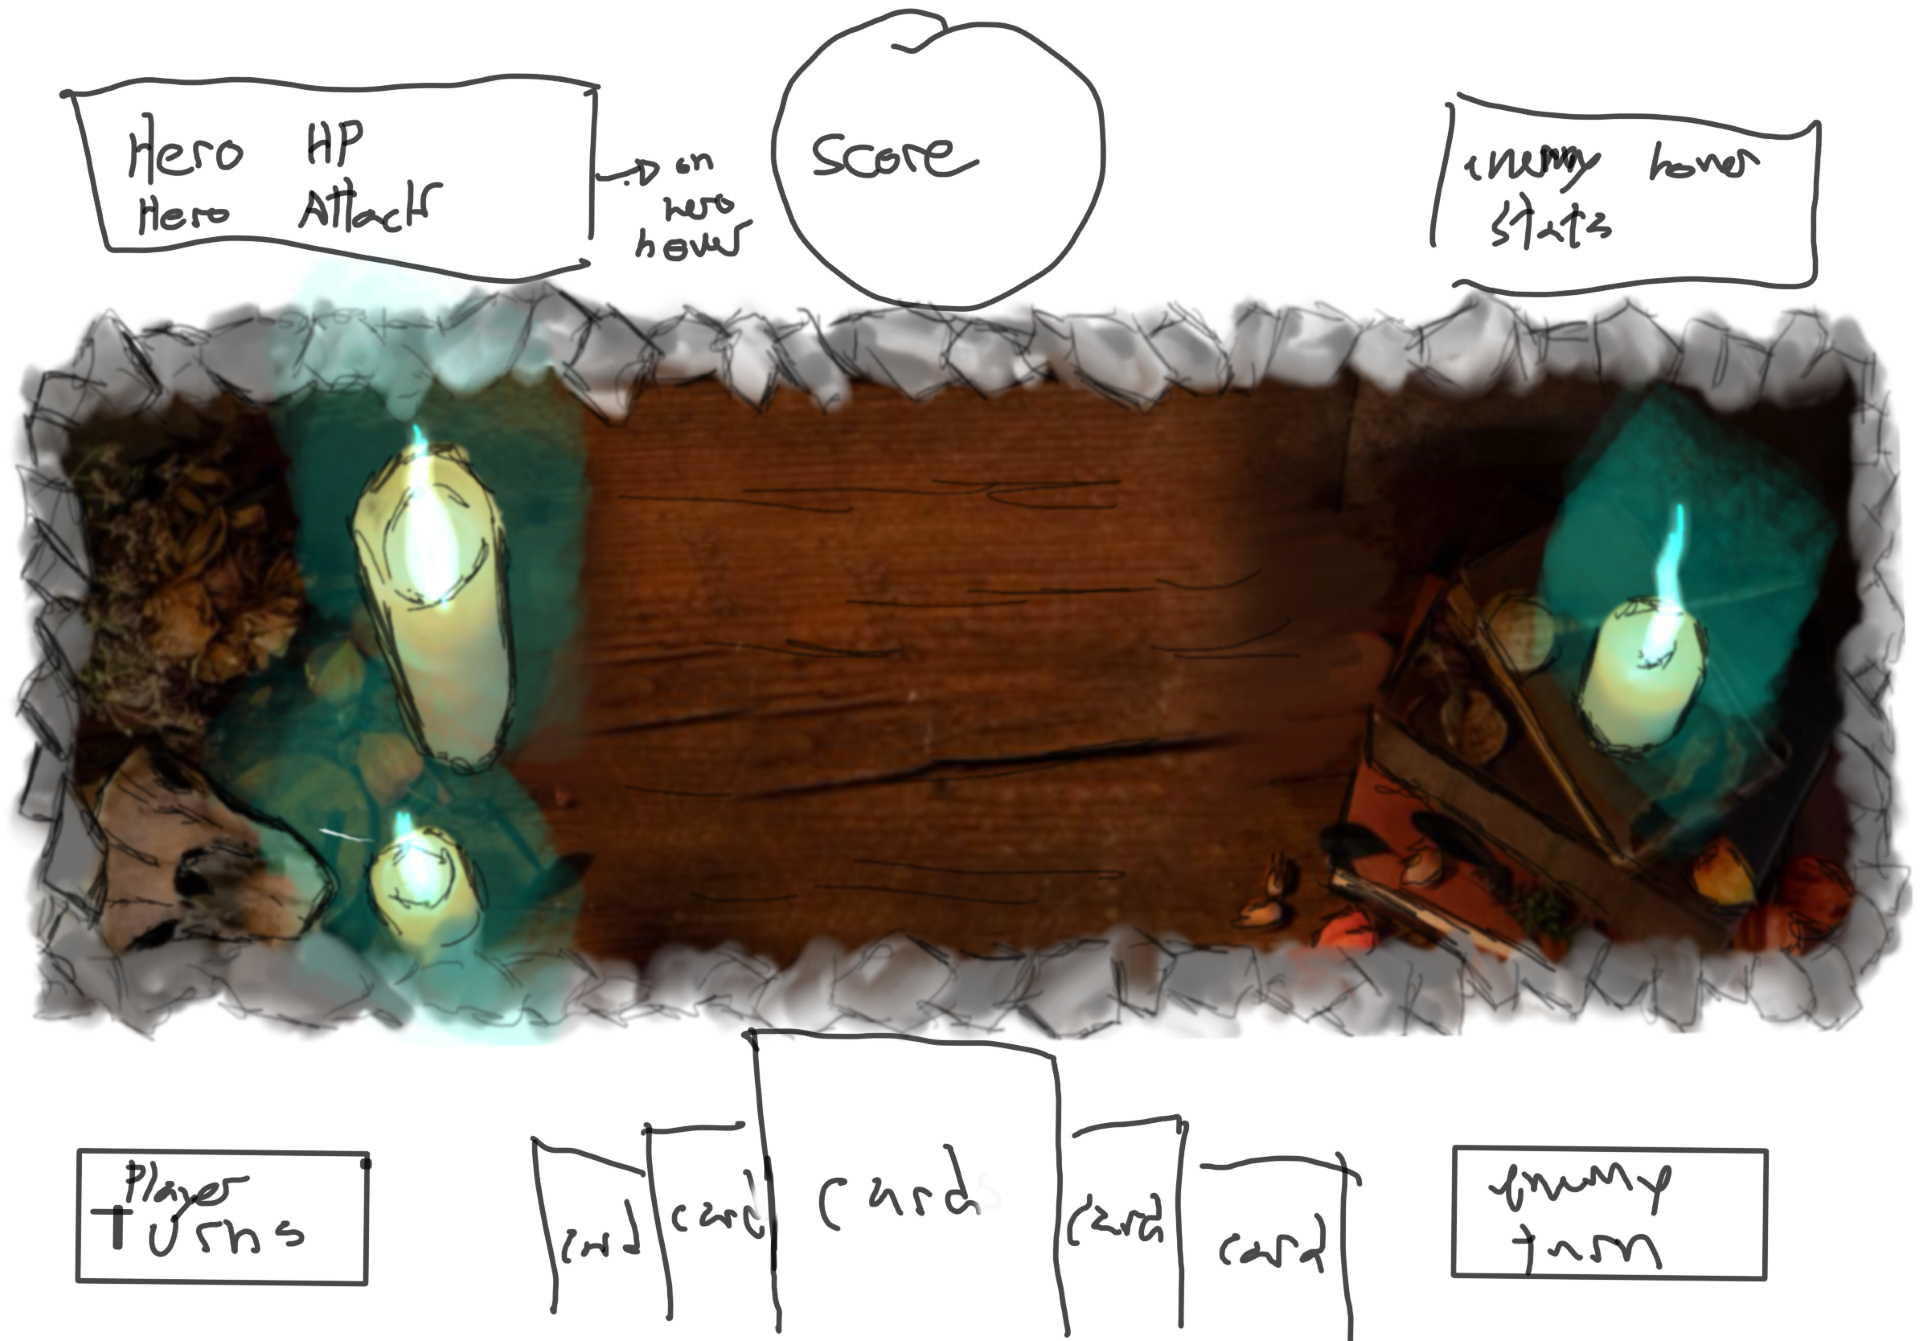 Hero HP
Hero Attack
on
hero
hover
Score
enemy hover
stats
Player
Turns
card
card
card
card
card
enemy
turn